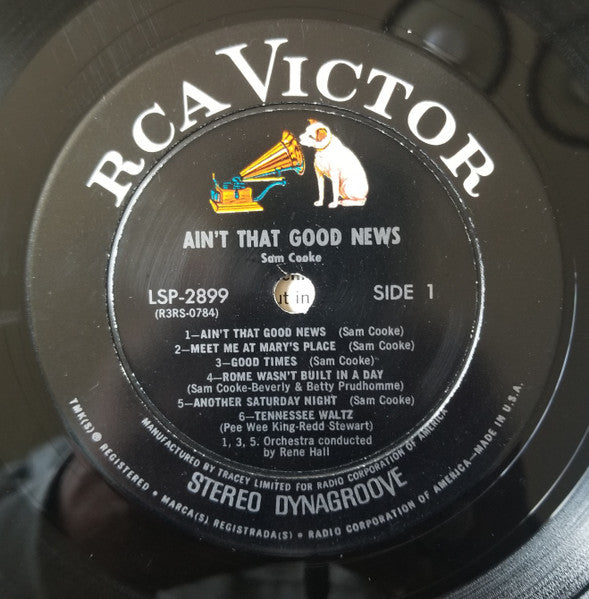 RCA VICTOR
AIN'T THAT GOOD NEWS
Sam Cooke
LSP-2899
(R3RS-0784)
ut in
SIDE 1
1—AIN'T THAT GOOD NEWS (Sam Cooke)
2—MEET ME AT MARY'S PLACE (Sam Cooke)
3—GOOD TIMES (Sam Cooke)
4—ROME WASN'T BUILT IN A DAY
(Sam Cooke-Beverly & Betty Prudhomme)
5—ANOTHER SATURDAY NIGHT (Sam Cooke)
6—TENNESSEE WALTZ
(Pee Wee King-Redd Stewart)
1, 3, 5. Orchestra conducted
by Rene Hall
MANUFACTURED BY TRACEY LIMITED FOR RADIO CORPORATION OF AMERICA
STEREO DYNAGROOVE
TMK(S) ® REGISTERED • MARCA(S) REGISTRADA(S) • RADIO CORPORATION OF AMERICA—MADE IN U.S.A.